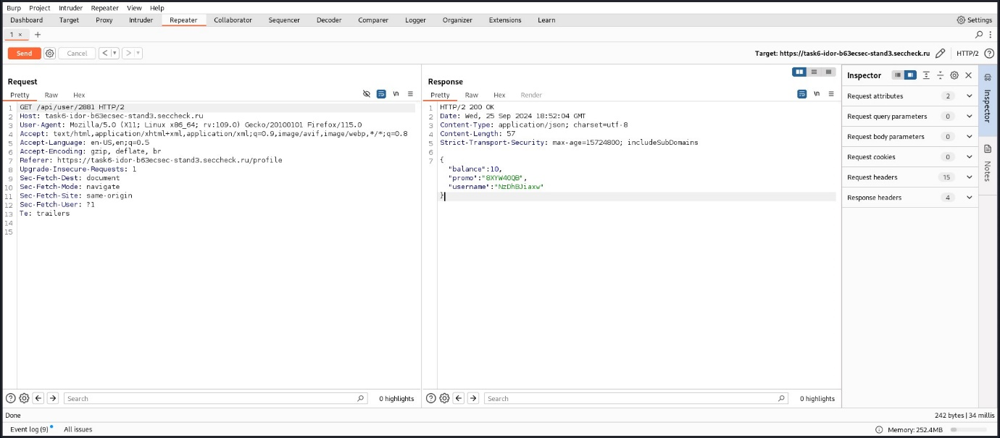 Burp Project Intruder Repeater View Help
Dashboard Target Proxy Intruder Repeater Collaborator Sequencer Decoder Comparer Logger Organizer Extensions Learn Settings
1 × +
Send Cancel < > Target: https://task6-idor-b63ecsec-stand3.seccheck.ru HTTP/2
Request
Pretty Raw Hex \n
1 GET /api/user/2881 HTTP/2
2 Host: task6-idor-b63ecsec-stand3.seccheck.ru
3 User-Agent: Mozilla/5.0 (X11; Linux x86_64; rv:109.0) Gecko/20100101 Firefox/115.0
4 Accept: text/html,application/xhtml+xml,application/xml;q=0.9,image/avif,image/webp,*/*;q=0.8
5 Accept-Language: en-US,en;q=0.5
6 Accept-Encoding: gzip, deflate, br
7 Referer: https://task6-idor-b63ecsec-stand3.seccheck.ru/profile
8 Upgrade-Insecure-Requests: 1
9 Sec-Fetch-Dest: document
10 Sec-Fetch-Mode: navigate
11 Sec-Fetch-Site: same-origin
12 Sec-Fetch-User: ?1
13 Te: trailers
14
15
Search 0 highlights
Response
Pretty Raw Hex Render \n
1 HTTP/2 200 OK
2 Date: Wed, 25 Sep 2024 18:52:04 GMT
3 Content-Type: application/json; charset=utf-8
4 Content-Length: 57
5 Strict-Transport-Security: max-age=15724800; includeSubDomains
6
7 {
"balance":10,
"promo":"8XYW40QB",
"username":"NzDhBJiaxw"
}
Search 0 highlights
Inspector
Request attributes 2
Request query parameters 0
Request body parameters 0
Request cookies 0
Request headers 15
Response headers 4
Inspector
Notes
Done 242 bytes | 34 millis
Event log (9) All issues Memory: 252.4MB